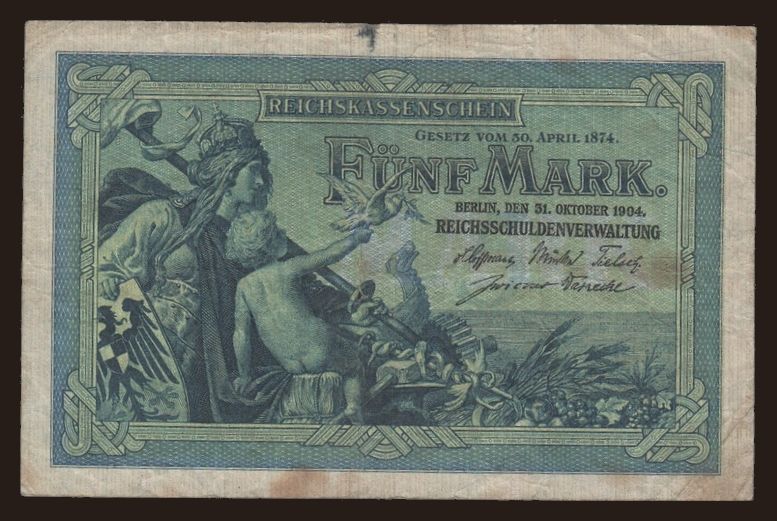 REICHSKASSENSCHEIN
GESETZ VOM 30. APRIL 1874.
FÜNF MARK.
BERLIN, DEN 31. OKTOBER 1904.
REICHSSCHULDENVERWALTUNG